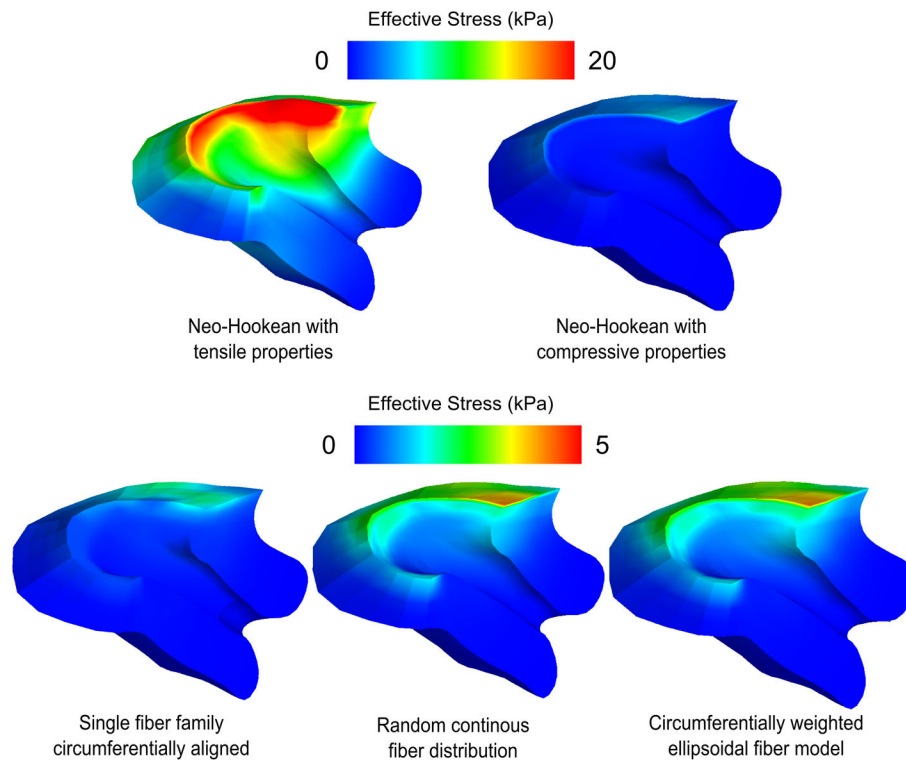 Effective Stress (kPa)
0
20
Neo-Hookean with
tensile properties
Neo-Hookean with
compressive properties
Effective Stress (kPa)
0
5
Single fiber family
circumferentially aligned
Random continous
fiber distribution
Circumferentially weighted
ellipsoidal fiber model